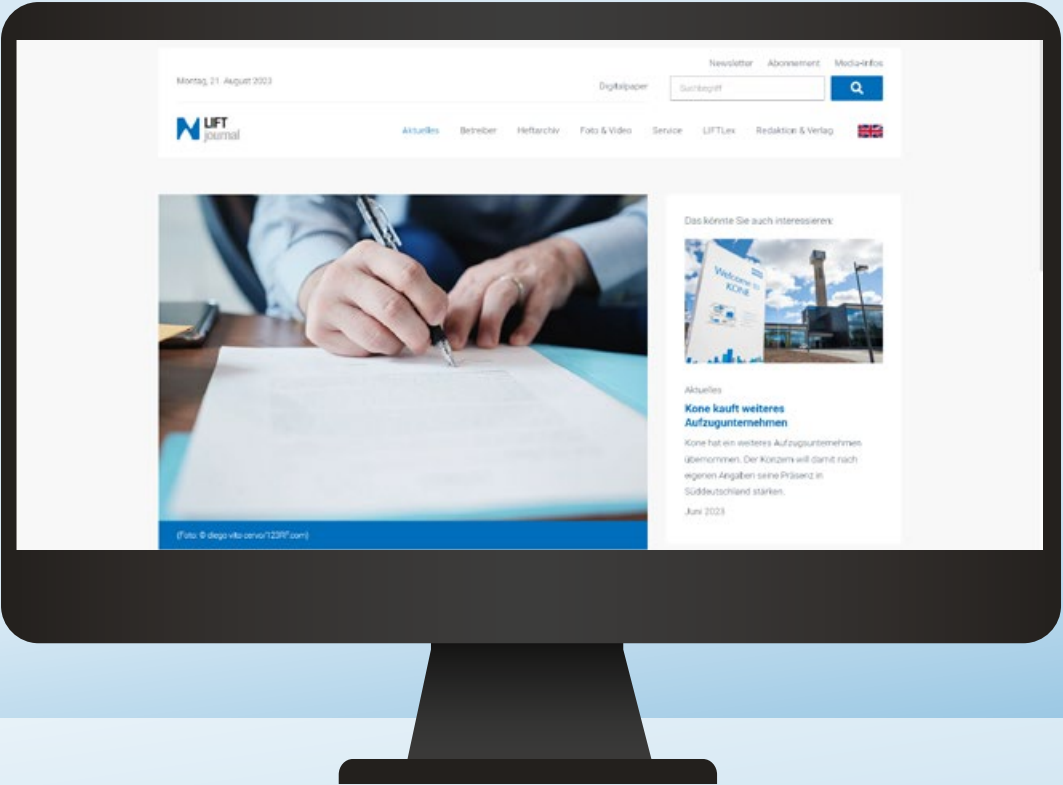 Newsletter Abonnement Media-Infos
Montag, 21. August 2023
Digitalpaper
Suchbegriff
LIFT
journal
Aktuelles Betreiber Heftarchiv Foto & Video Service LIFTLex Redaktion & Verlag
Das könnte Sie auch interessieren:
Welcome to
KONE
Aktuelles
Kone kauft weiteres
Aufzugunternehmen
Kone hat ein weiteres Aufzugsunternehmen
übernommen. Der Konzern will damit nach
eigenen Angaben seine Präsenz in
Süddeutschland stärken.
Juni 2023
(Foto: © diego vito cervo/123RF.com)